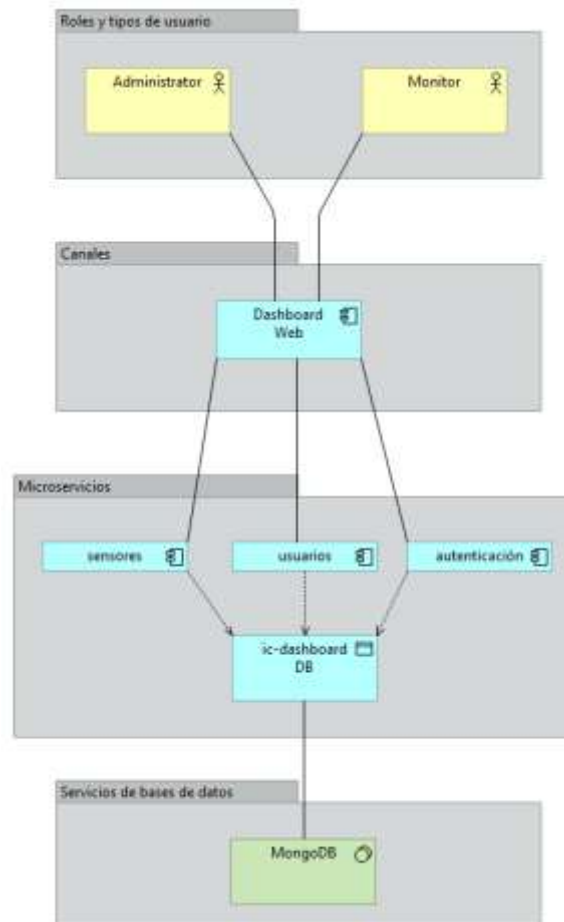 Roles y tipos de usuario
Administrator
Monitor
Canales
Dashboard
Web
Microservicios
sensores
usuarios
autenticación
ic-dashboard
DB
Servicios de bases de datos
MongoDB